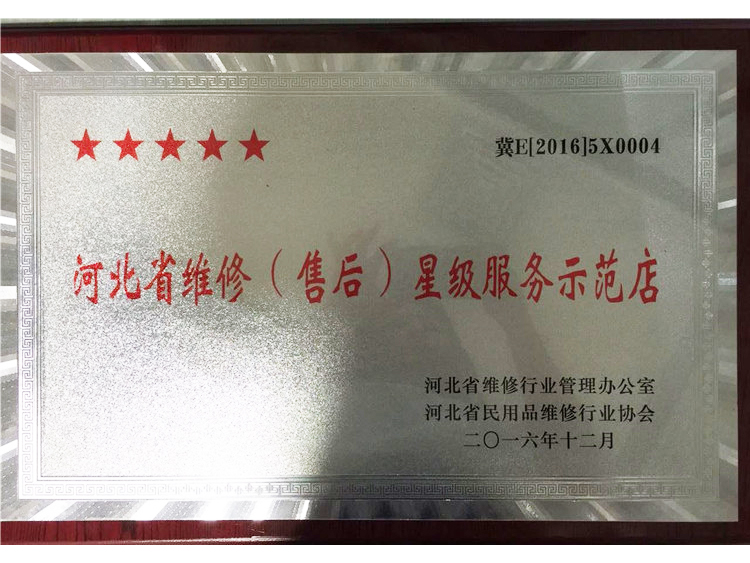 ★★★★★
冀E[2016]5X0004
河北省维修（售后）星级服务示范店
河北省维修行业管理办公室
河北省民用品维修行业协会
二〇一六年十二月